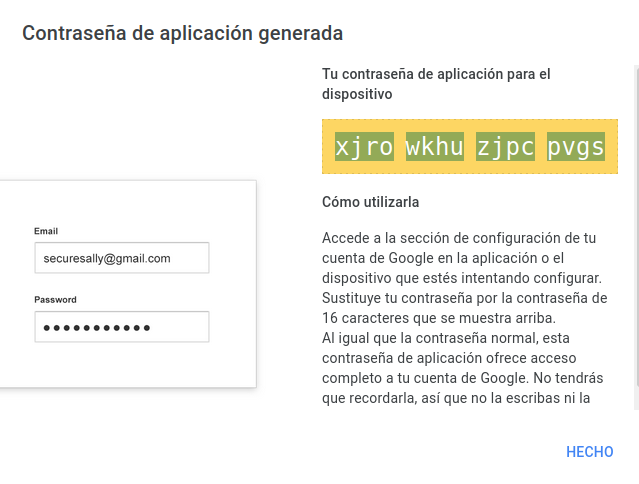 Contraseña de aplicación generada
Tu contraseña de aplicación para el
dispositivo
xjro wkhu zjpc pvgs
Cómo utilizarla
Email
securesally@gmail.com
Password
Accede a la sección de configuración de tu
cuenta de Google en la aplicación o el
dispositivo que estés intentando configurar.
Sustituye tu contraseña por la contraseña de
16 caracteres que se muestra arriba.
Al igual que la contraseña normal, esta
contraseña de aplicación ofrece acceso
completo a tu cuenta de Google. No tendrás
que recordarla, así que no la escribas ni la
HECHO